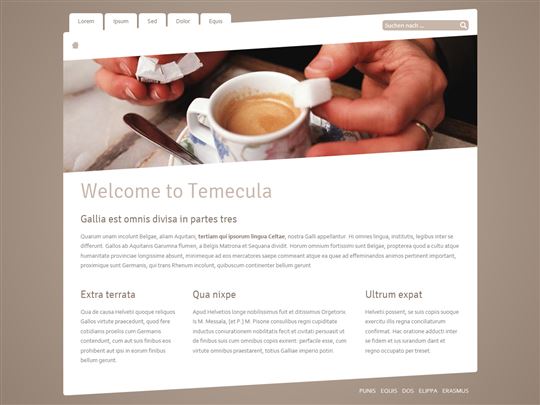 Lorem Ipsum Sed Dolor Equis
Suchen nach ...
Welcome to Temecula
Gallia est omnis divisa in partes tres
Quarum unam incolunt Belgae, aliam Aquitani, tertiam qui ipsorum lingua Celtae, nostra Galli appellantur. Hi omnes lingua, institutis, legibus inter se
differunt. Gallos ab Aquitanis Garumna flumen, a Belgis Matrona et Sequana dividit. Horum omnium fortissimi sunt Belgae, propterea quod a cultu atque
humanitate provinciae longissime absunt, minimeque ad eos mercatores saepe commeant atque ea quae ad effeminandos animos pertinent important,
proximique sunt Germanis, qui trans Rhenum incolunt, quibuscum continenter bellum gerunt.
Extra terrata
Cua de causa Helvetii quoque reliquos
Gallos virtute praecedunt, quod fere
cotidianis proelis cum Germanis
contendunt, cum aut suis finibus eos
prohibent aut ipsi in eorum finibus
bellum gerunt.
Qua nixpe
Apud Helvetios longe nobilissimus fuit et ditissimus Orgetorix.
Is M. Messala, [et P.] M. Pisone consulibus regni cupiditate
inductus coniurationem nobilitatis fecit et civitati persuasit ut
de finibus suis cum omnibus copiis exirent: perfacile esse, cum
virtute omnibus praestarent, totius Galliae imperio potiri.
Ultrum expat
Helvetii possint, se suis copiis suoque
exercitu illis regna conciliaturum
confirmat. Hac oratione adducti inter
se fidem et ius iurandum dant et
regno occupato per treset.
PUNIS EQUIS DOS ELIPPA ERASMUS